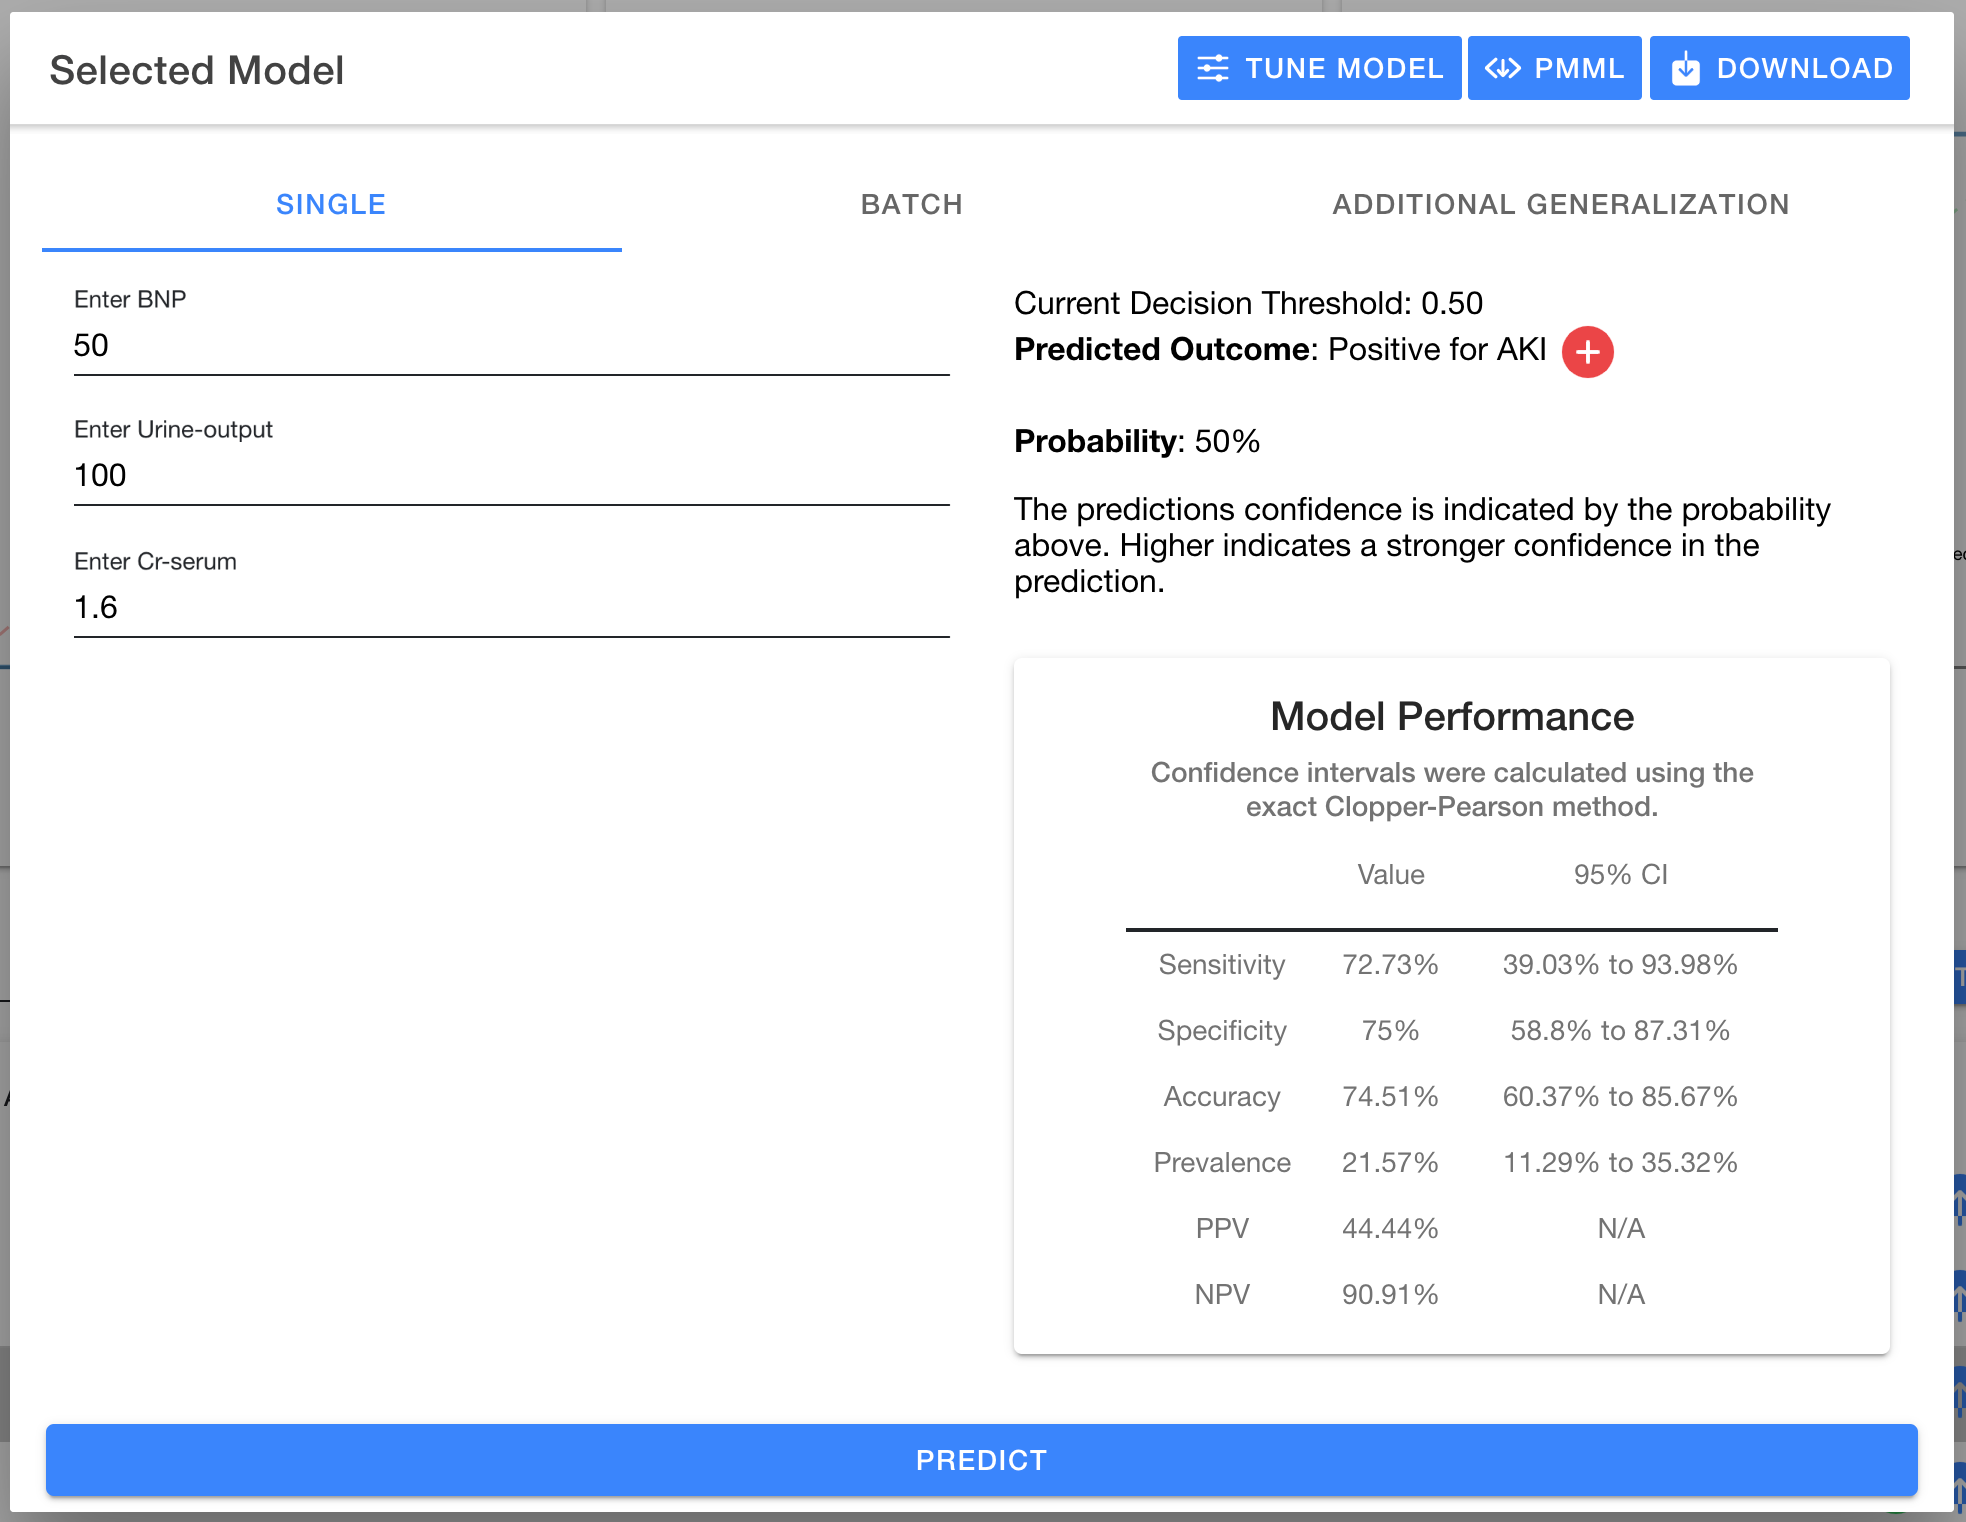 Selected Model
TUNE MODEL
PMML
DOWNLOAD
SINGLE
BATCH
ADDITIONAL GENERALIZATION
Enter BNP
50
Enter Urine-output
100
Enter Cr-serum
1.6
Current Decision Threshold: 0.50
Predicted Outcome: Positive for AKI
Probability: 50%
The predictions confidence is indicated by the probability
above. Higher indicates a stronger confidence in the
prediction.
Model Performance
Confidence intervals were calculated using the
exact Clopper-Pearson method.
Value 95% CI
Sensitivity 72.73% 39.03% to 93.98%
Specificity 75% 58.8% to 87.31%
Accuracy 74.51% 60.37% to 85.67%
Prevalence 21.57% 11.29% to 35.32%
PPV 44.44% N/A
NPV 90.91% N/A
PREDICT